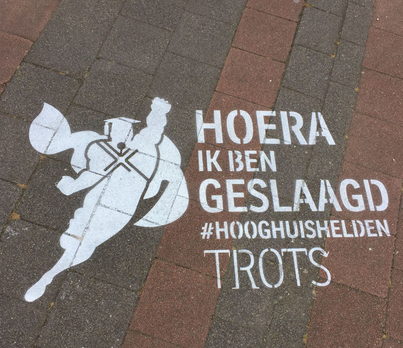 HOERA
IK BEN
GESLAAGD
#HOOGHUISHELDEN
TROTS